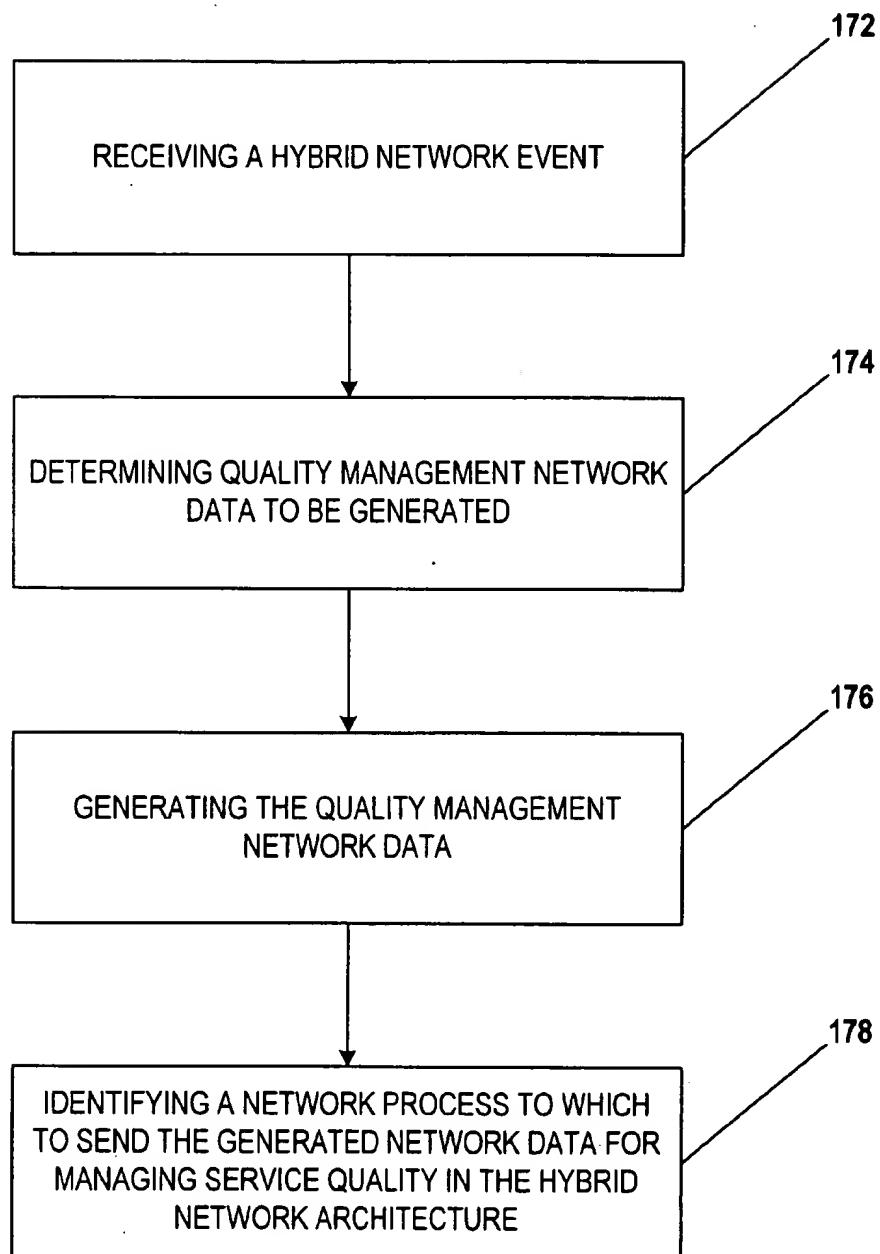 172
RECEIVING A HYBRID NETWORK EVENT
174
DETERMINING QUALITY MANAGEMENT NETWORK
DATA TO BE GENERATED
176
GENERATING THE QUALITY MANAGEMENT
NETWORK DATA
178
IDENTIFYING A NETWORK PROCESS TO WHICH
TO SEND THE GENERATED NETWORK DATA FOR
MANAGING SERVICE QUALITY IN THE HYBRID
NETWORK ARCHITECTURE